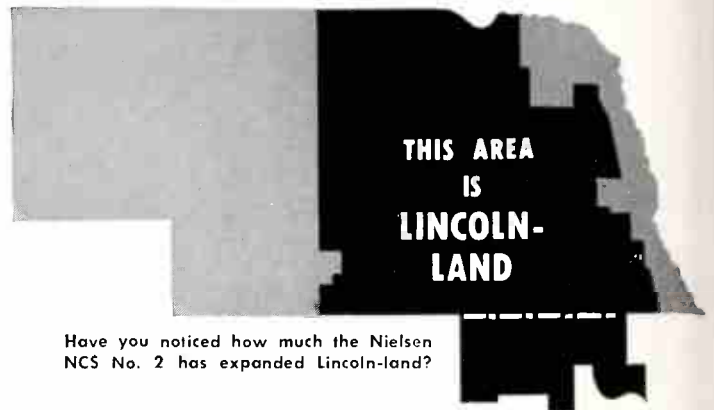 THIS AREA
IS
LINCOLN-
LAND
Have you noticed how much the Nielsen
NCS No. 2 has expanded Lincoln-land?